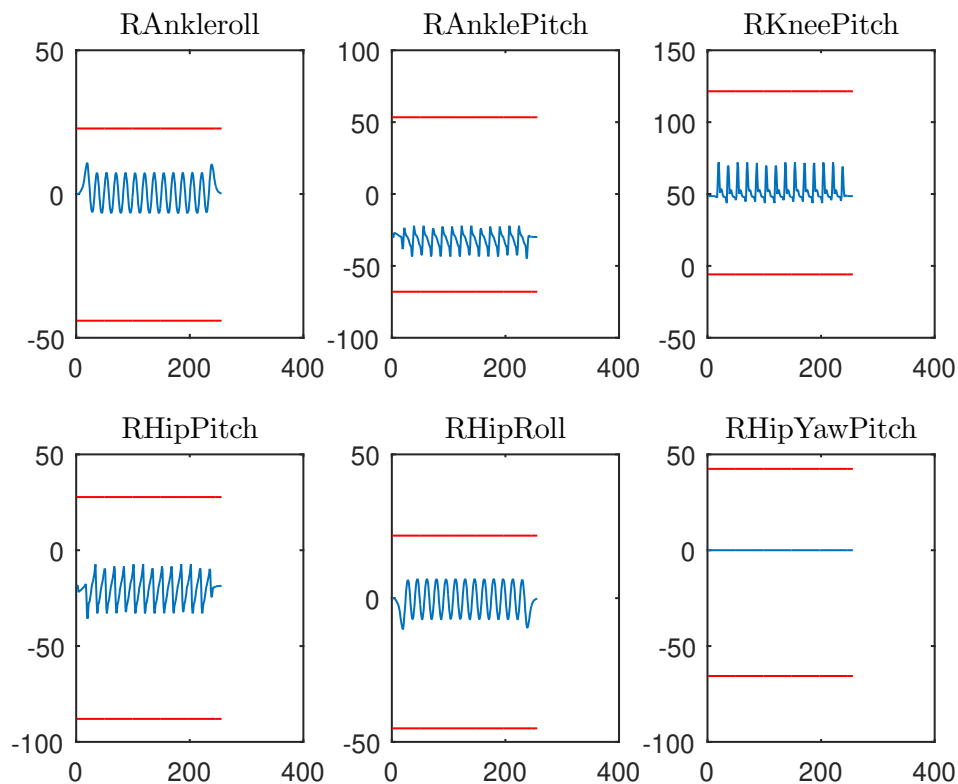 RAnkleroll RAnklePitch RKneePitch
50 100 150
100
50
0 0 50
0
-50
-50 -100 -50
0 200 400 0 200 400 0 200 400
RHipPitch RHipRoll RHipYawPitch
50 50 50
0 0 0
-50 -50
-100 -50 -100
0 200 400 0 200 400 0 200 400